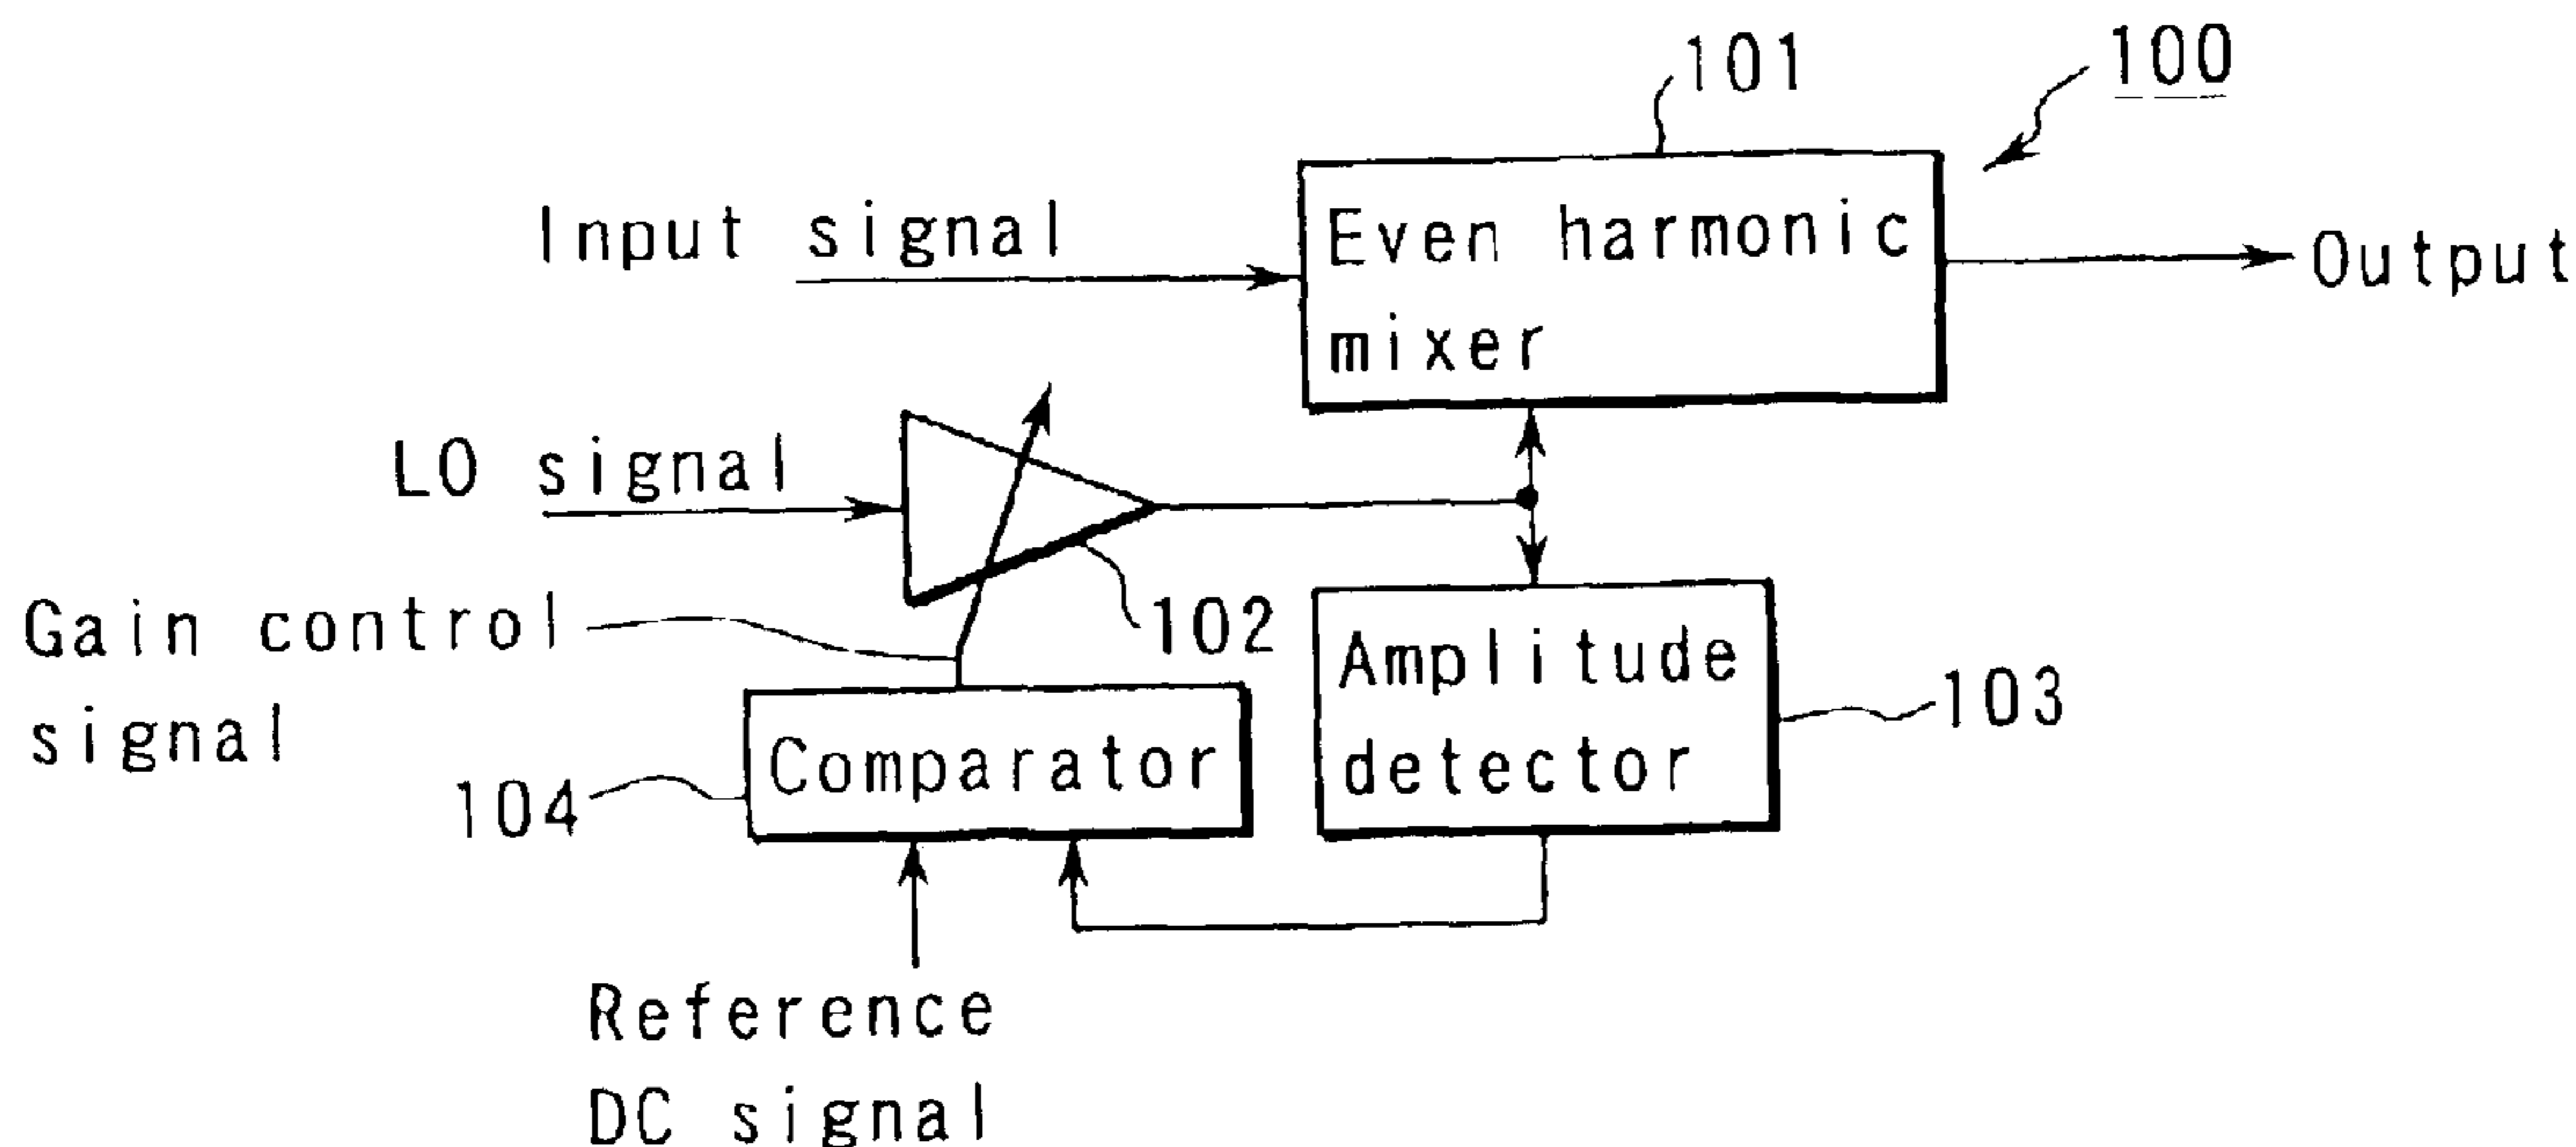 101
100
Input signal
Even harmonic
mixer
Output
LO signal
Gain control
signal
102
Amplitude
detector
103
Comparator
104
Reference
DC signal